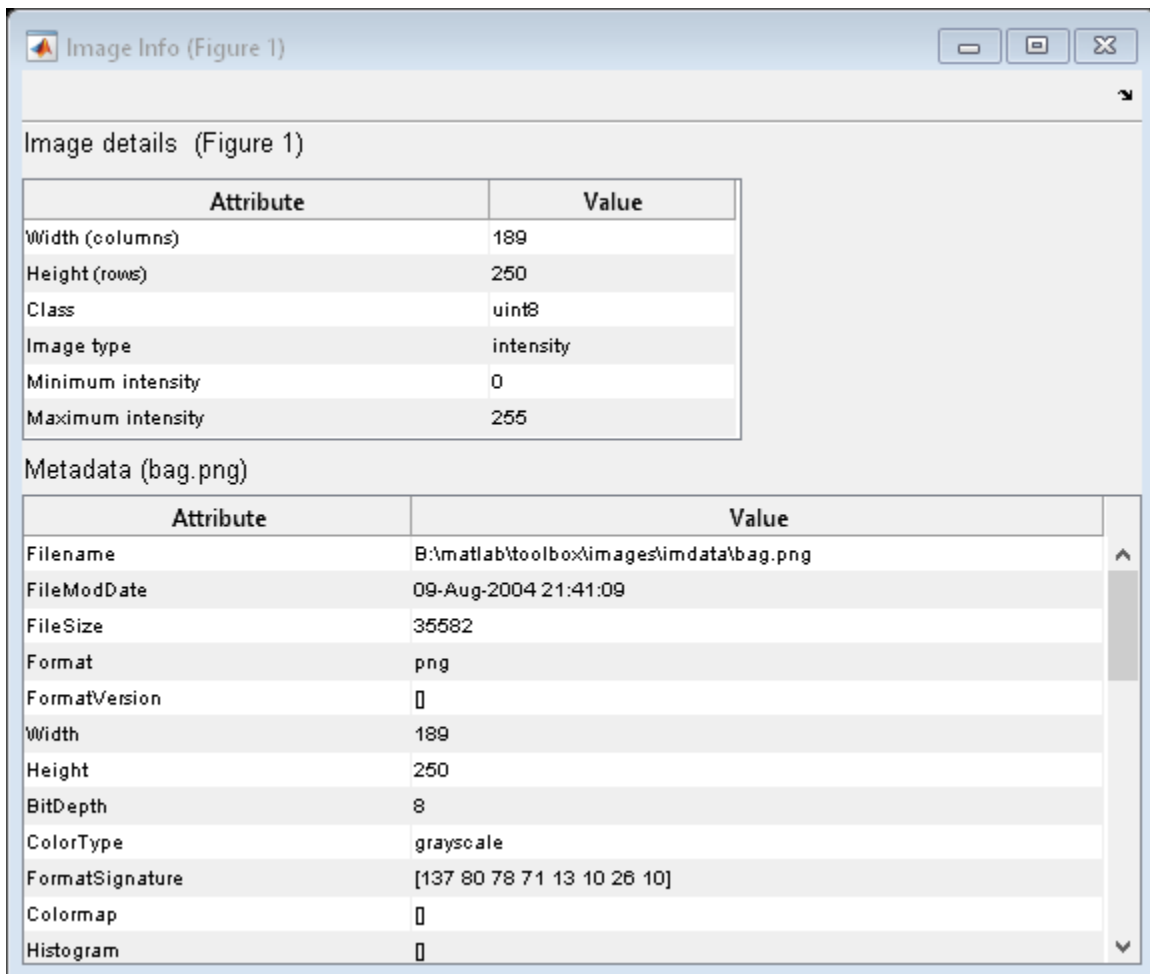 Image Info (Figure 1)
Image details (Figure 1)
Attribute Value
Width (columns) 189
Height (rows) 250
Class uint8
Image type intensity
Minimum intensity 0
Maximum intensity 255
Metadata (bag.png)
Attribute Value
Filename B:\matlab\toolbox\images\imdata\bag.png
FileModDate 09-Aug-2004 21:41:09
FileSize 35582
Format png
FormatVersion []
Width 189
Height 250
BitDepth 8
ColorType grayscale
FormatSignature [137 80 78 71 13 10 26 10]
Colormap []
Histogram []